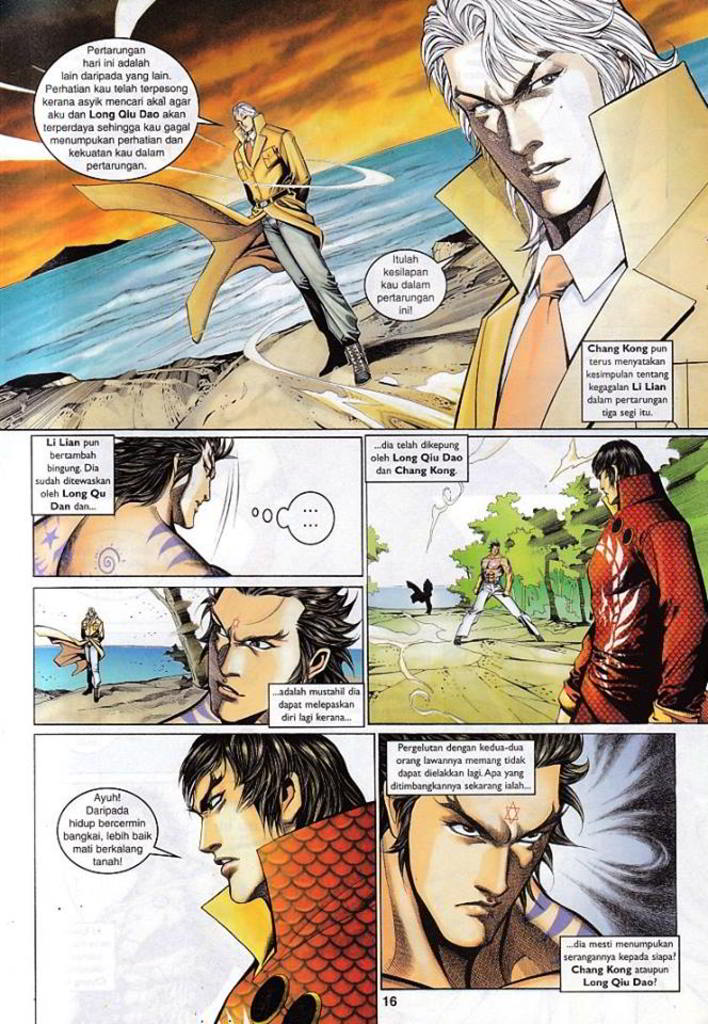 Pertarungan
hari ini adalah
lain daripada yang lain.
Perhatian kau telah terpesong
kerana asyik mencari akal agar
aku dan Long Qiu Dao akan
terperdaya sehingga kau gagal
menumpukan perhatian dan
kekuatan kau dalam
pertarungan.
Itulah
kesilapan
kau dalam
pertarungan
ini!
Chang Kong pun
terus menyatakan
kesimpulan tentang
kegagalan Li Lian
dalam pertarungan
tiga segi itu.
Li Lian pun
bertambah
bingung. Dia
sudah ditewaskan
oleh Long Qu
Dan dan...
...
...
...dia telah dikepung
oleh Long Qiu Dao
dan Chang Kong.
...adalah mustahil dia
dapat melepaskan
diri lagi kerana...
Ayuh!
Daripada
hidup bercermin
bangkai, lebih baik
mati berkalang
tanah!
Pergelutan dengan kedua-dua
orang lawannya memang tidak
dapat dielakkan lagi. Apa yang
ditimbangkannya sekarang ialah...
...dia mesti menumpukan
serangannya kepada siapa?
Chang Kong ataupun
Long Qiu Dao?
16